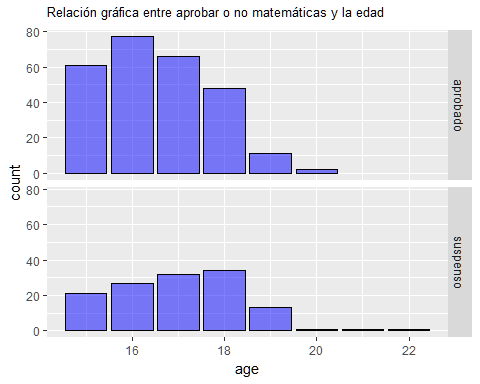 Relación gráfica entre aprobar o no matemáticas y la edad
80
60
40
20
0
aprobado
count
80
60
40
20
0
suspenso
16
18
20
22
age